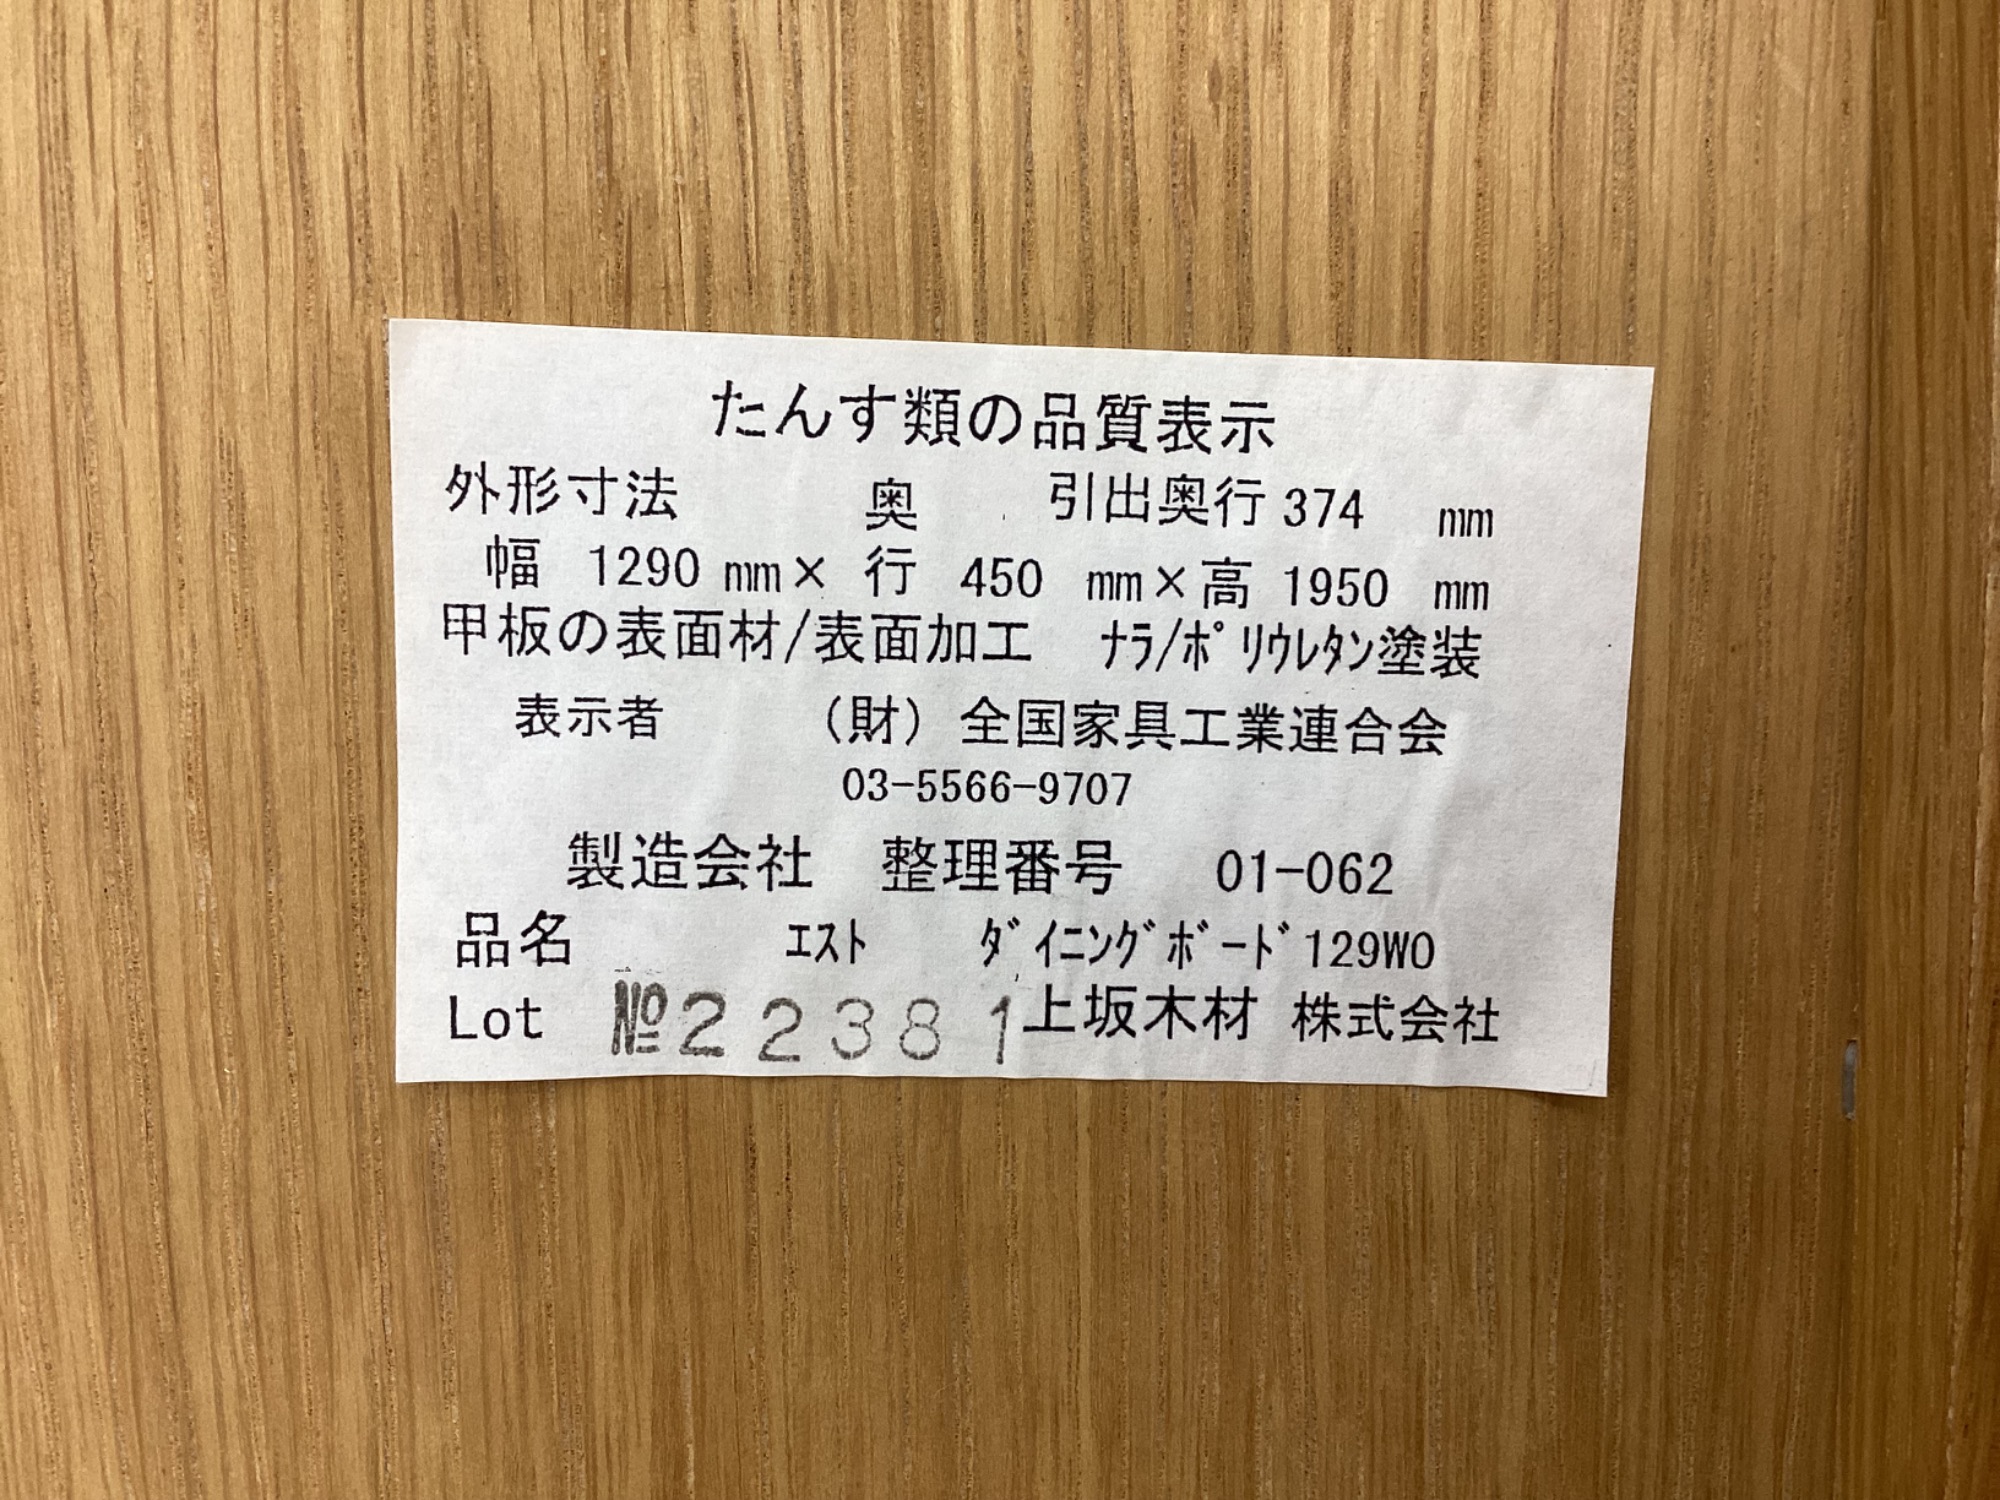 たんす類の品質表示
外形寸法 奥 引出奥行 374 mm
幅 1290 mm× 行 450 mm×高 1950 mm
甲板の表面材/表面加工 ﾅﾗ/ﾎﾟﾘｳﾚﾀﾝ塗装
表示者 (財) 全国家具工業連合会
03-5566-9707
製造会社 整理番号 01-062
品名 ｴｽﾄ ﾀﾞｲﾆﾝｸﾞﾎﾞｰﾄﾞ129WO
Lot №22381 上坂木材 株式会社